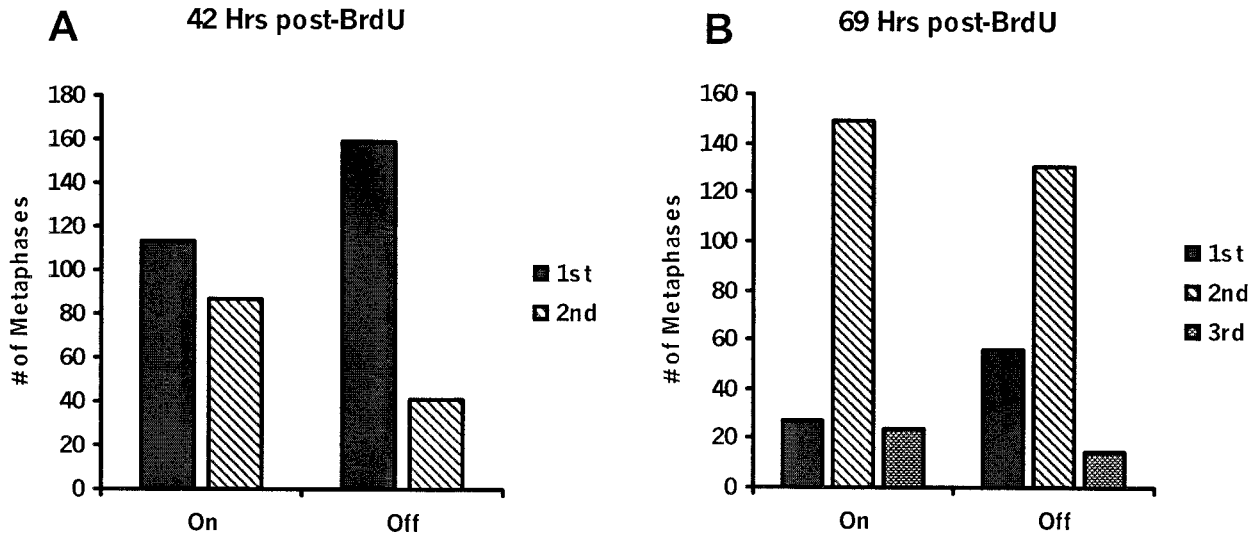 A
42 Hrs post-BrdU
# of Metaphases
180
160
140
120
100
80
60
40
20
0
On
Off
1st
2nd
B
69 Hrs post-BrdU
# of Metaphases
160
140
120
100
80
60
40
20
0
On
Off
1st
2nd
3rd